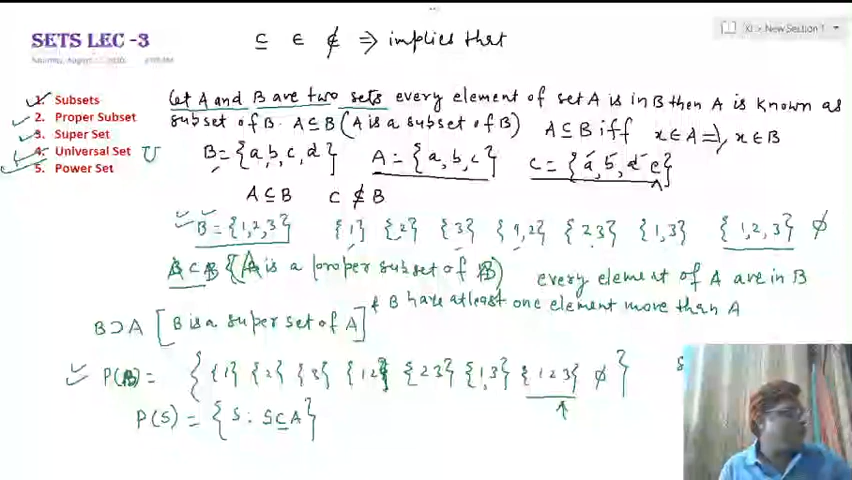 XI > New Section 1
SETS LEC -3
⊆ ∈ ∉ ⇒ implies that
1. Subsets
2. Proper Subset
3. Super Set
4. Universal Set U
5. Power Set
Let A and B are two sets every element of set A is in B then A is known as
subset of B. A ⊆ B (A is a subset of B) A ⊆ B iff x ∈ A ⇒ x ∈ B
B = {a, b, c, d} A = {a, b, c} C = {a, b, d e}
A ⊆ B C ⊄ B
B = {1,2,3} {1} {2} {3} {1,2} {2 3} {1,3} {1,2,3} ∅
A ⊂ B {A is a proper subset of B} every element of A are in B
& B have atleast one element more than A
B ⊃ A [B is a super set of A]
P(B) = { {1} {2} {3} {1 2} {2 3} {1,3} {1 2 3} ∅ }
P(S) = {S : S ⊆ A}